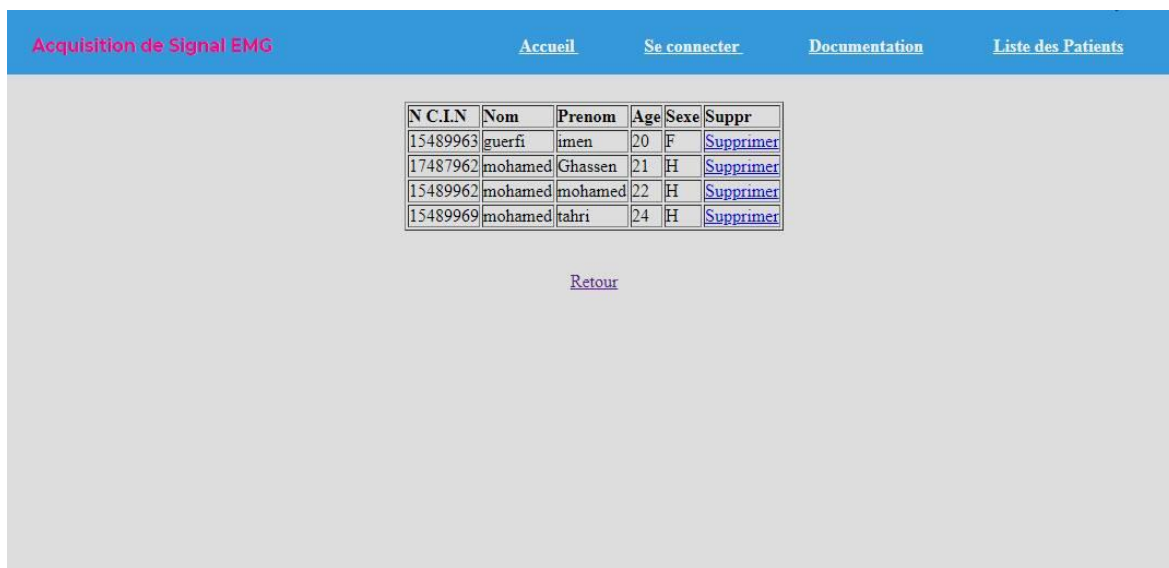 Acquisition de Signal EMG Accueil Se connecter Documentation Liste des Patients
N C.I.N Nom Prenom Age Sexe Suppr
15489963 guerfi imen 20 F Supprimer
17487962 mohamed Ghassen 21 H Supprimer
15489962 mohamed mohamed 22 H Supprimer
15489969 mohamed tahri 24 H Supprimer
Retour